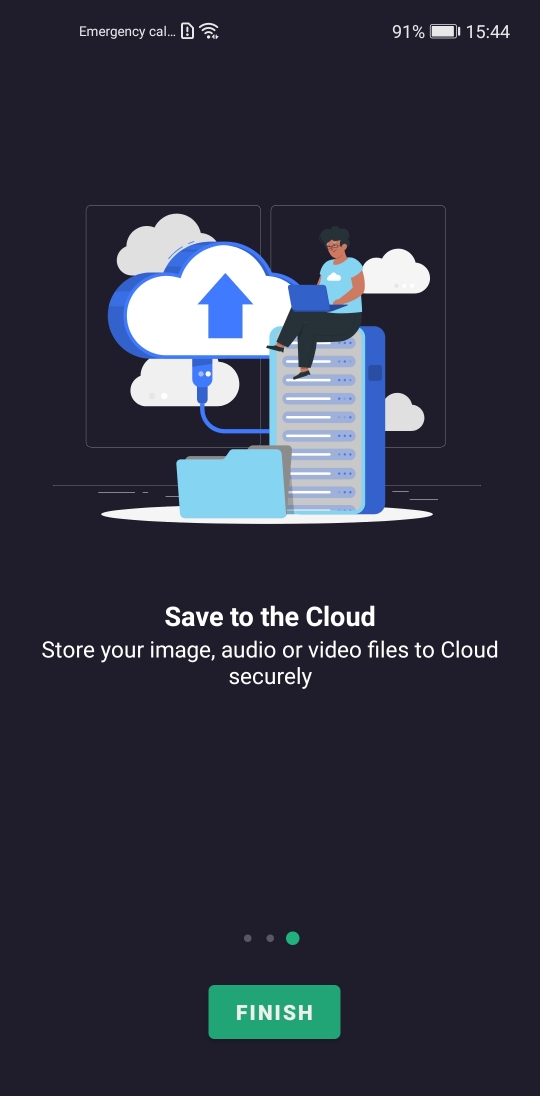 Emergency cal...
91% 15:44
Save to the Cloud
Store your image, audio or video files to Cloud
securely
FINISH